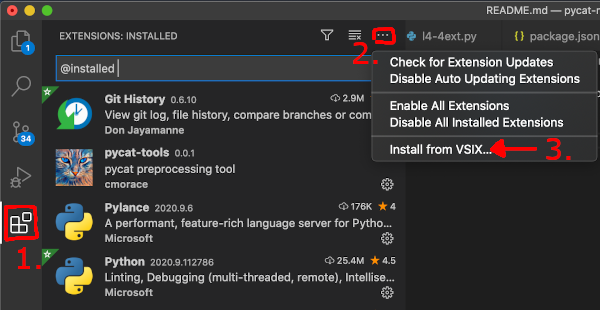 README.md — pycat-
EXTENSIONS: INSTALLED
2.
l4-4ext.py
package.json
1
@installed
Check for Extension Updates
Disable Auto Updating Extensions
Enable All Extensions
Disable All Installed Extensions
Install from VSIX...
3.
Git History 0.6.10 2.9M
View git log, file history, compare branches or com
Don Jayamanne
34
pycat-tools 0.0.1
pycat preprocessing tool
cmorace
Pylance 2020.9.6 176K ★ 4
A performant, feature-rich language server for Pytho...
Microsoft
1.
Python 2020.9.112786 25.4M ★ 4.5
Linting, Debugging (multi-threaded, remote), Intellise...
Microsoft